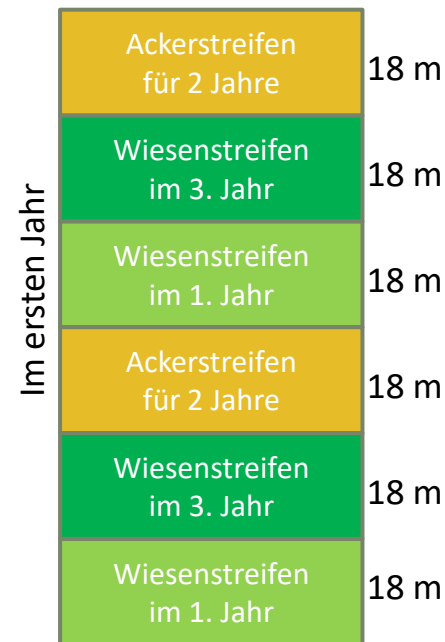 Im ersten Jahr
Ackerstreifen
für 2 Jahre
18 m
Wiesenstreifen
im 3. Jahr
18 m
Wiesenstreifen
im 1. Jahr
18 m
Ackerstreifen
für 2 Jahre
18 m
Wiesenstreifen
im 3. Jahr
18 m
Wiesenstreifen
im 1. Jahr
18 m